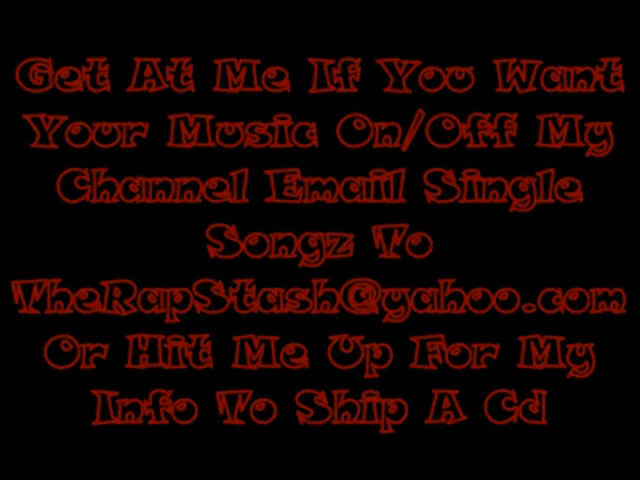 Get At Me If You Want
Your Music On/Off My
Channel Email Single
Songz To
TheRapStash@yahoo.com
Or Hit Me Up For My
Info To Ship A Cd